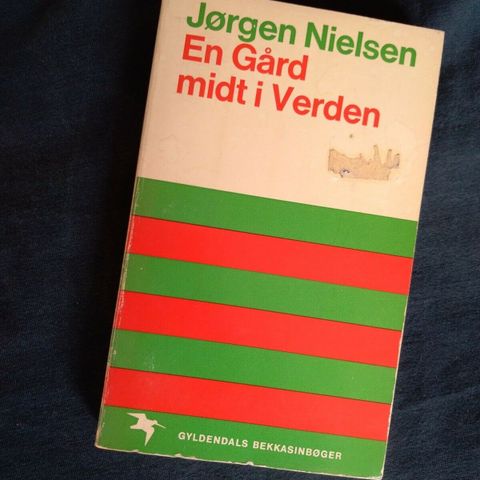 Jørgen Nielsen
En Gård
midt i Verden
GYLDENDALS BEKKASINBØGER